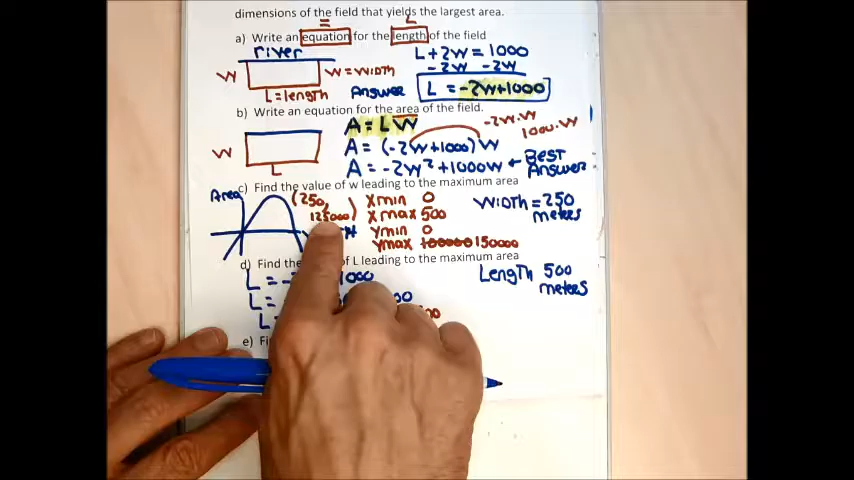 dimensions of the field that yields the largest area.
= L
a) Write an equation for the length of the field
river
L+2W = 1000
-2W -2W
W W = WIDTH
L = length
Answer L = -2W+1000
b) Write an equation for the area of the field.
A = LW
-2W·W
1000·W
W
A = (-2W+1000)W
L
A = -2W² + 1000W ← BEST ANSWER
c) Find the value of w leading to the maximum area
Area (250, 125000)
xmin 0
xmax 500
ymin 0
ymax 100000 150000
WIDTH = 250 meters
d) Find the of L leading to the maximum area
L = - 1000
L = 00
L = 00
Length 500 meters
e)